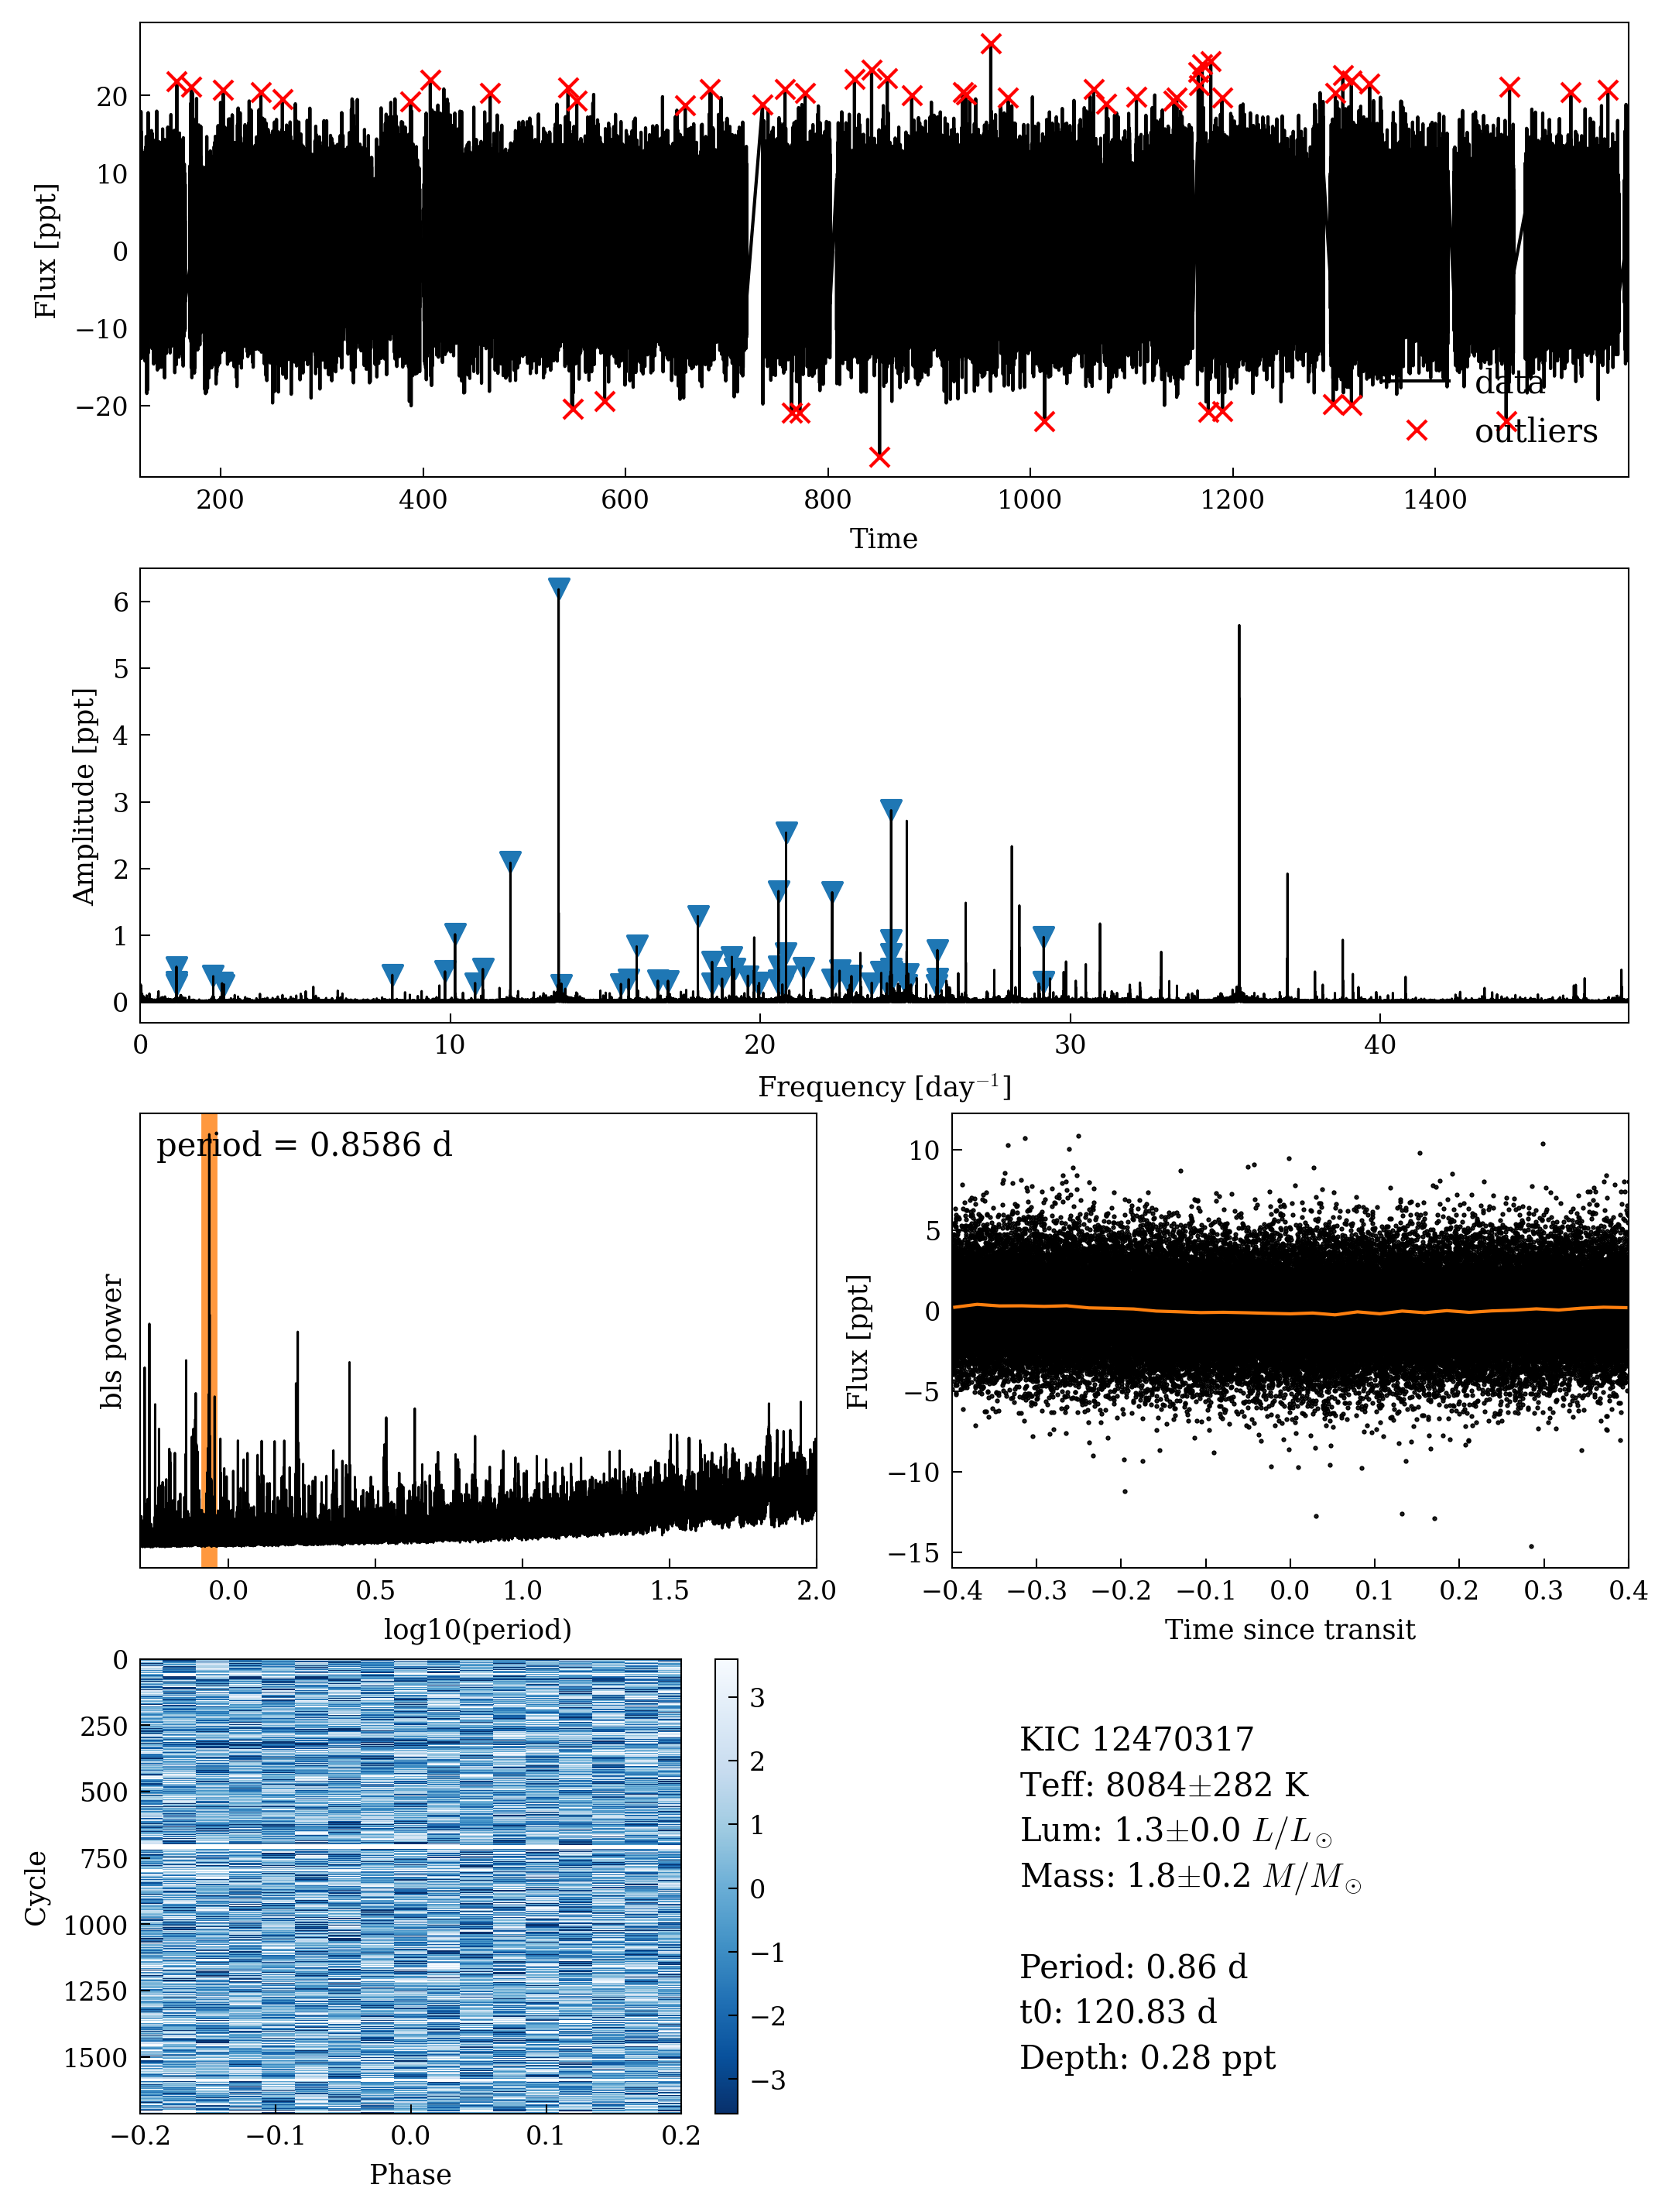 20
10
0
−10
−20
Flux [ppt]
data
outliers
200 400 600 800 1000 1200 1400
Time
6
5
4
3
2
1
0
Amplitude [ppt]
0 10 20 30 40
Frequency [day⁻¹]
period = 0.8586 d
bls power
0.0 0.5 1.0 1.5 2.0
log10(period)
10
5
0
−5
−10
−15
Flux [ppt]
−0.4 −0.3 −0.2 −0.1 0.0 0.1 0.2 0.3 0.4
Time since transit
0
250
500
750
1000
1250
1500
Cycle
−0.2 −0.1 0.0 0.1 0.2
Phase
3
2
1
0
−1
−2
−3
KIC 12470317
Teff: 8084±282 K
Lum: 1.3±0.0 L/L☉
Mass: 1.8±0.2 M/M☉
Period: 0.86 d
t0: 120.83 d
Depth: 0.28 ppt